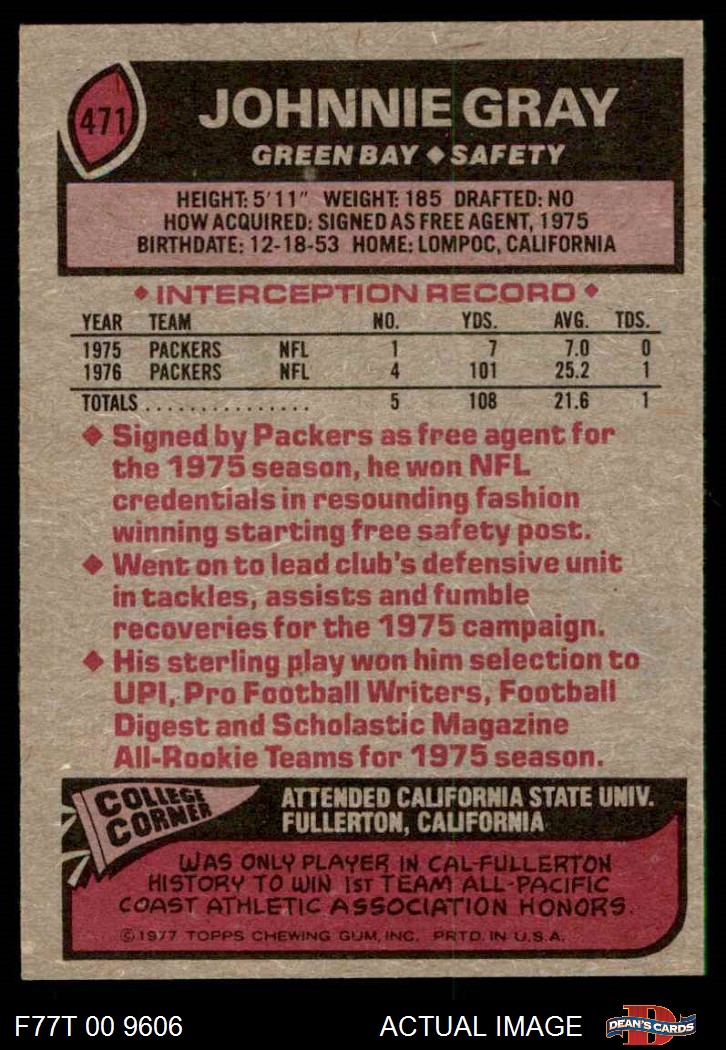 471
JOHNNIE GRAY
GREEN BAY ◆ SAFETY
HEIGHT: 5'11" WEIGHT: 185 DRAFTED: NO
HOW ACQUIRED: SIGNED AS FREE AGENT, 1975
BIRTHDATE: 12-18-53 HOME: LOMPOC, CALIFORNIA
◆ INTERCEPTION RECORD ◆
YEAR TEAM NO. YDS. AVG. TDS.
1975 PACKERS NFL 1 7 7.0 0
1976 PACKERS NFL 4 101 25.2 1
TOTALS ............... 5 108 21.6 1
◆ Signed by Packers as free agent for
the 1975 season, he won NFL
credentials in resounding fashion
winning starting free safety post.
◆ Went on to lead club's defensive unit
in tackles, assists and fumble
recoveries for the 1975 campaign.
◆ His sterling play won him selection to
UPI, Pro Football Writers, Football
Digest and Scholastic Magazine
All-Rookie Teams for 1975 season.
COLLEGE
CORNER
ATTENDED CALIFORNIA STATE UNIV.
FULLERTON, CALIFORNIA
WAS ONLY PLAYER IN CAL-FULLERTON
HISTORY TO WIN 1ST TEAM ALL-PACIFIC
COAST ATHLETIC ASSOCIATION HONORS.
©1977 TOPPS CHEWING GUM, INC. PRTD. IN U.S.A.
F77T 00 9606 ACTUAL IMAGE
D
DEAN'S CARDS